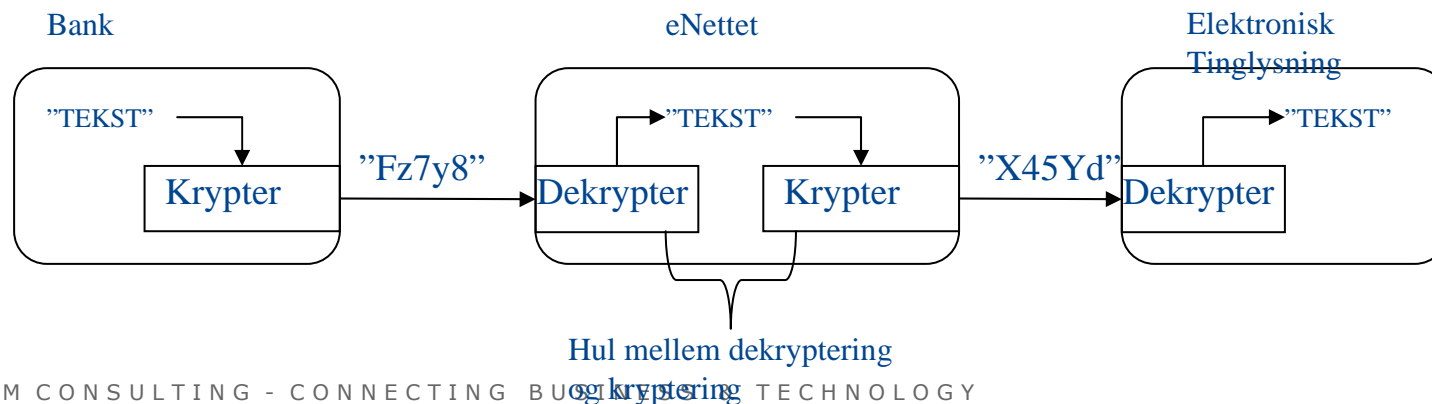 Bank
eNettet
Elektronisk
Tinglysning
”TEKST”
”TEKST”
”TEKST”
Krypter
”Fz7y8”
Dekrypter
Krypter
”X45Yd”
Dekrypter
Hul mellem dekryptering
og kryptering
M CONSULTING - CONNECTING BUSINESS & TECHNOLOGY